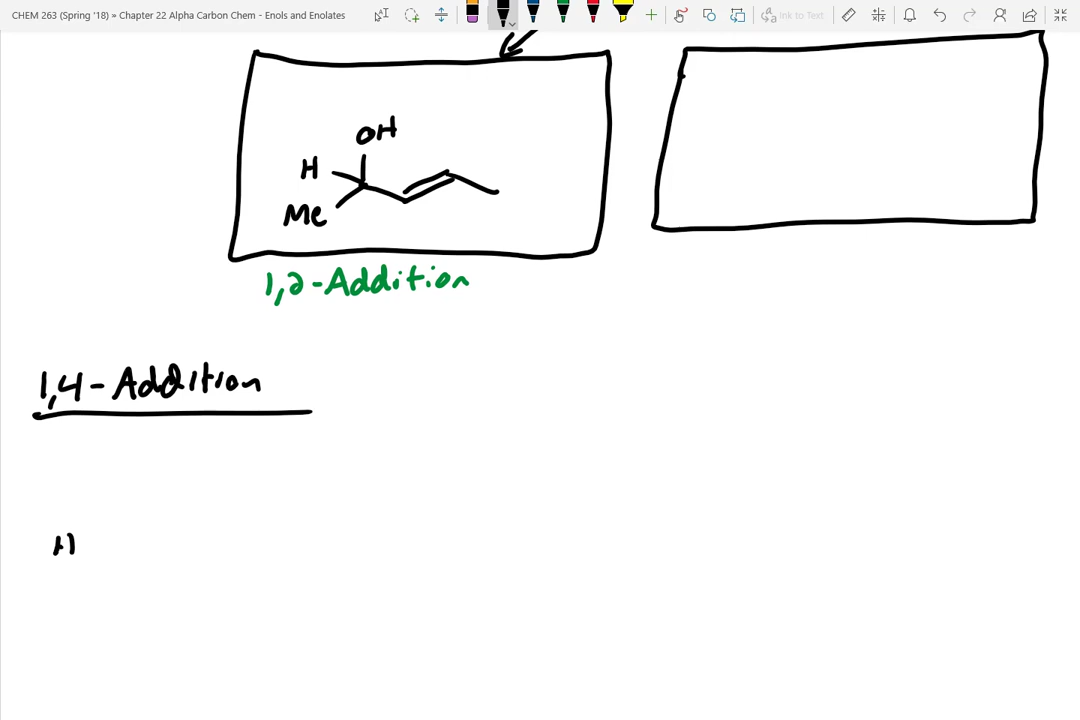 CHEM 263 (Spring '18) » Chapter 22 Alpha Carbon Chem - Enols and Enolates
Ink to Text
OH
H
Me
1,2-Addition
1,4-Addition
H